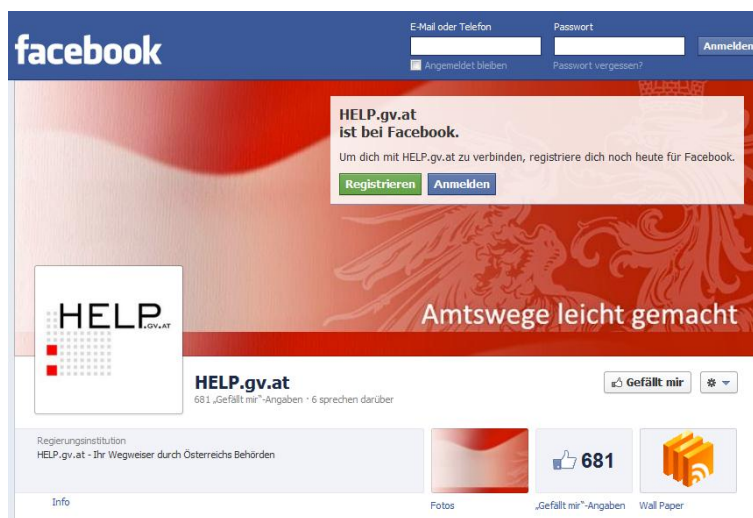 facebook
E-Mail oder Telefon
Passwort
Anmelden
Angemeldet bleiben
Passwort vergessen?
HELP.gv.at
ist bei Facebook.
Um dich mit HELP.gv.at zu verbinden, registriere dich noch heute für Facebook.
Registrieren
Anmelden
HELP.GV.AT
Amtswege leicht gemacht
HELP.gv.at
681 „Gefällt mir“-Angaben · 6 sprechen darüber
Gefällt mir
Regierungsinstitution
HELP.gv.at - Ihr Wegweiser durch Österreichs Behörden
681
Info
Fotos
„Gefällt mir“-Angaben
Wall Paper